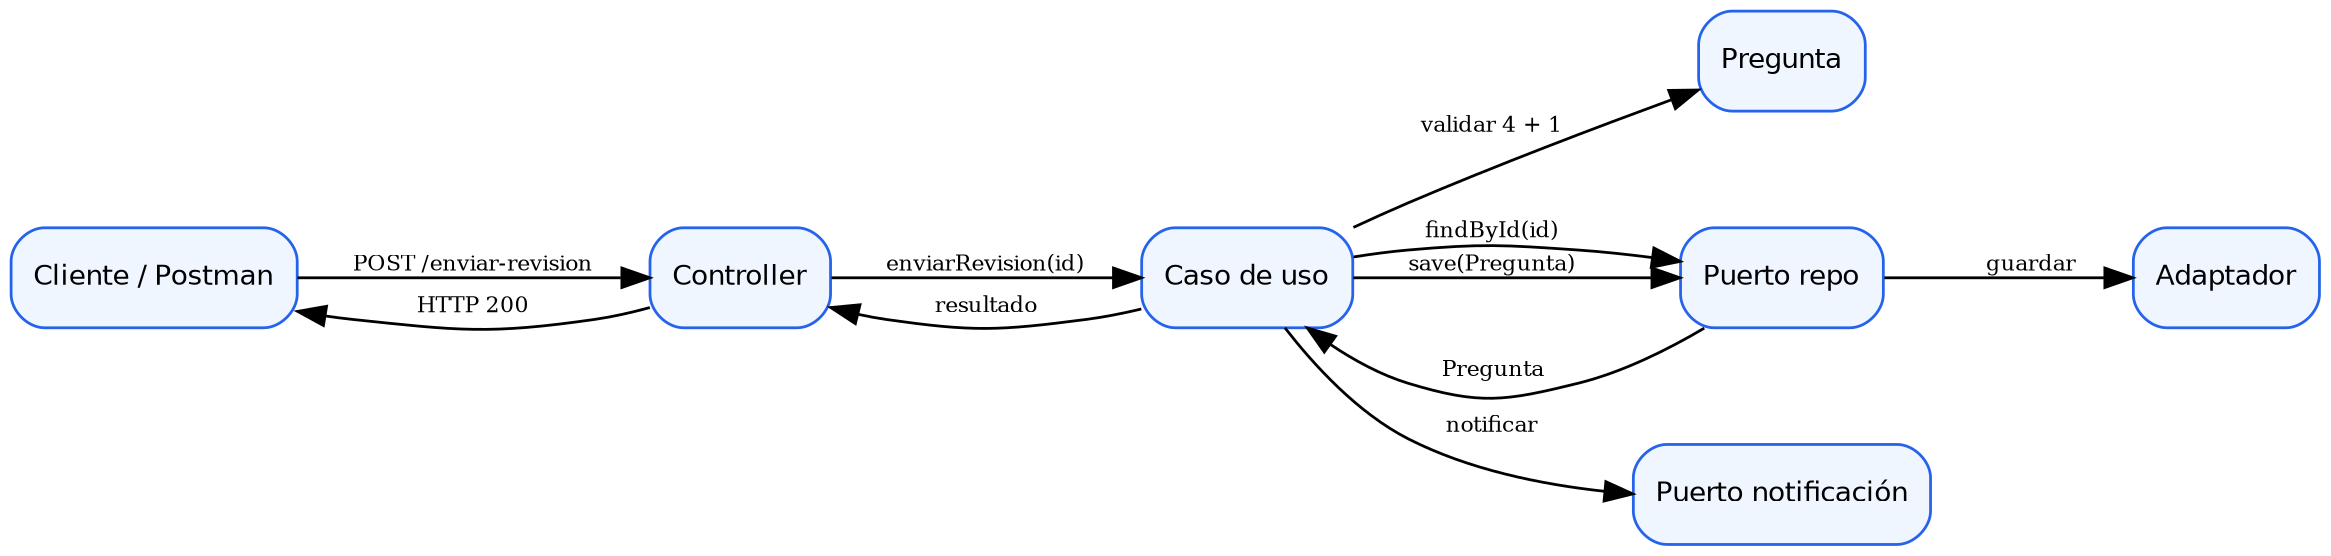 Pregunta
validar 4 + 1
findById(id)
Cliente / Postman
POST /enviar-revision
Controller
enviarRevision(id)
Caso de uso
save(Pregunta)
Puerto repo
guardar
Adaptador
HTTP 200
resultado
Pregunta
notificar
Puerto notificación